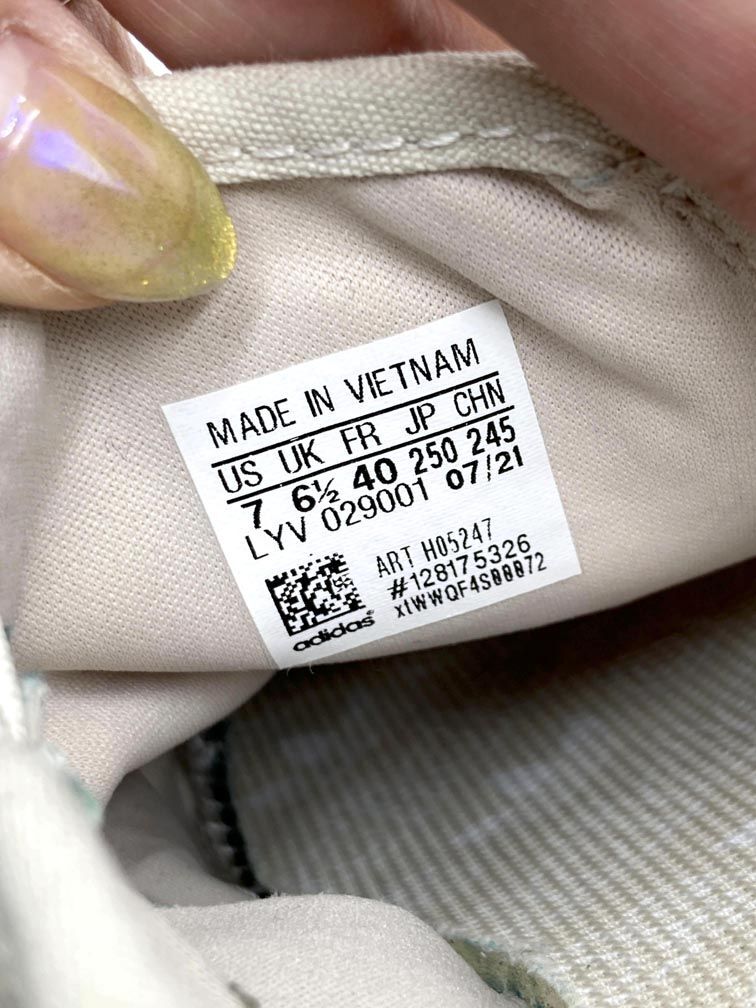 MADE IN VIETNAM
US UK FR JP CHN
7 6½ 40 250 245
LYV 029001 07/21
ART H05247
#128175326
xtWWQF4S00072
adidas®